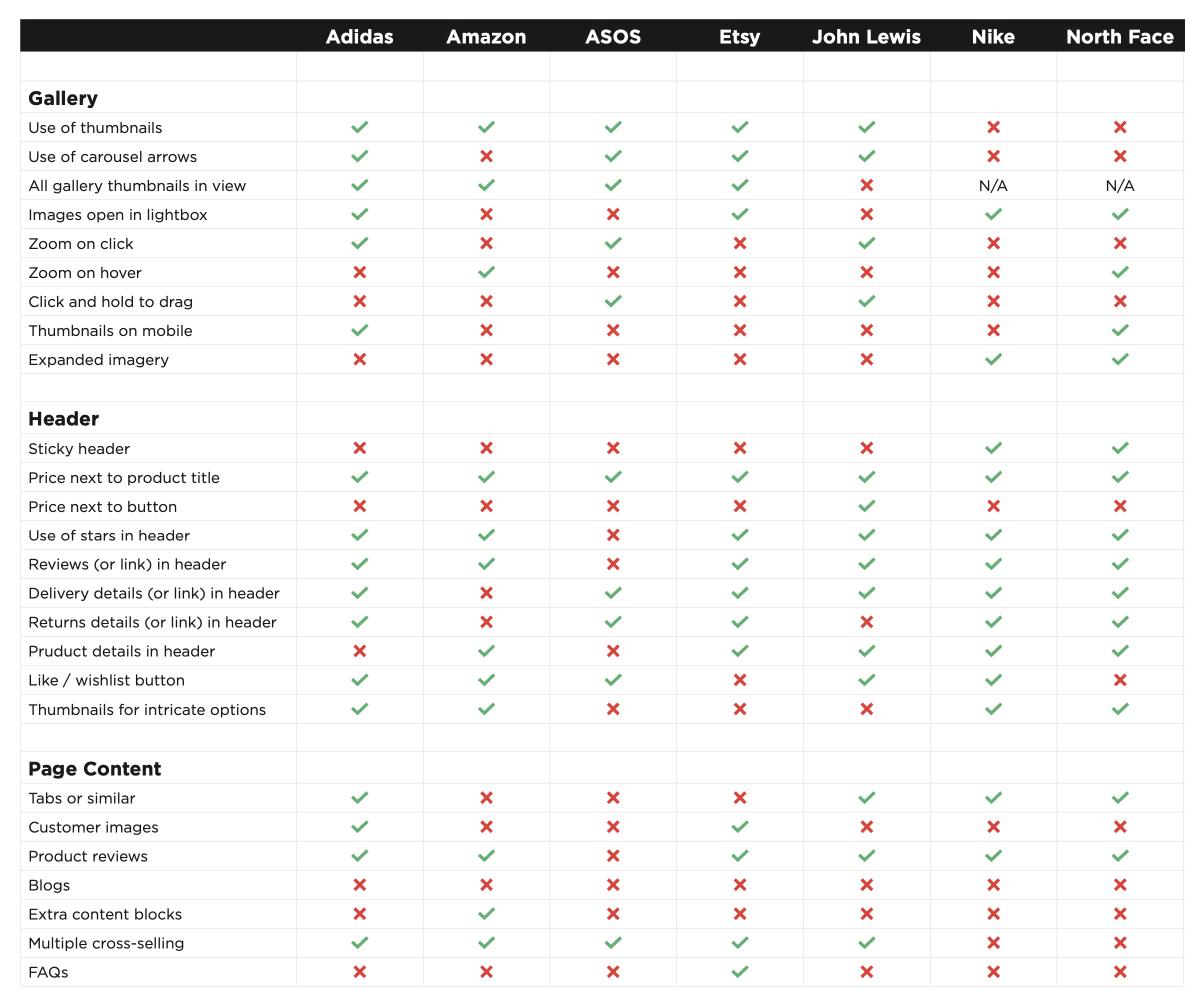 Adidas Amazon ASOS Etsy John Lewis Nike North Face
Gallery
Use of thumbnails ✓ ✓ ✓ ✓ ✓ ✗ ✗
Use of carousel arrows ✓ ✗ ✓ ✓ ✓ ✗ ✗
All gallery thumbnails in view ✓ ✓ ✓ ✓ ✗ N/A N/A
Images open in lightbox ✓ ✗ ✗ ✓ ✗ ✓ ✓
Zoom on click ✓ ✗ ✓ ✗ ✓ ✗ ✗
Zoom on hover ✗ ✓ ✗ ✗ ✗ ✗ ✓
Click and hold to drag ✗ ✗ ✓ ✗ ✓ ✗ ✗
Thumbnails on mobile ✓ ✗ ✗ ✗ ✗ ✗ ✓
Expanded imagery ✗ ✗ ✗ ✗ ✗ ✓ ✓
Header
Sticky header ✗ ✗ ✗ ✗ ✗ ✓ ✓
Price next to product title ✓ ✓ ✓ ✓ ✓ ✓ ✓
Price next to button ✗ ✗ ✗ ✗ ✓ ✗ ✗
Use of stars in header ✓ ✓ ✗ ✓ ✓ ✓ ✓
Reviews (or link) in header ✓ ✓ ✗ ✓ ✓ ✓ ✓
Delivery details (or link) in header ✓ ✗ ✓ ✓ ✓ ✓ ✓
Returns details (or link) in header ✓ ✗ ✓ ✓ ✗ ✓ ✓
Pruduct details in header ✗ ✓ ✗ ✓ ✓ ✓ ✓
Like / wishlist button ✓ ✓ ✓ ✗ ✓ ✓ ✗
Thumbnails for intricate options ✓ ✓ ✗ ✗ ✗ ✓ ✓
Page Content
Tabs or similar ✓ ✗ ✗ ✗ ✓ ✓ ✓
Customer images ✓ ✗ ✗ ✓ ✗ ✗ ✗
Product reviews ✓ ✓ ✗ ✓ ✓ ✓ ✓
Blogs ✗ ✗ ✗ ✗ ✗ ✗ ✗
Extra content blocks ✗ ✓ ✗ ✗ ✗ ✗ ✗
Multiple cross-selling ✓ ✓ ✓ ✓ ✓ ✗ ✗
FAQs ✗ ✗ ✗ ✓ ✗ ✗ ✗